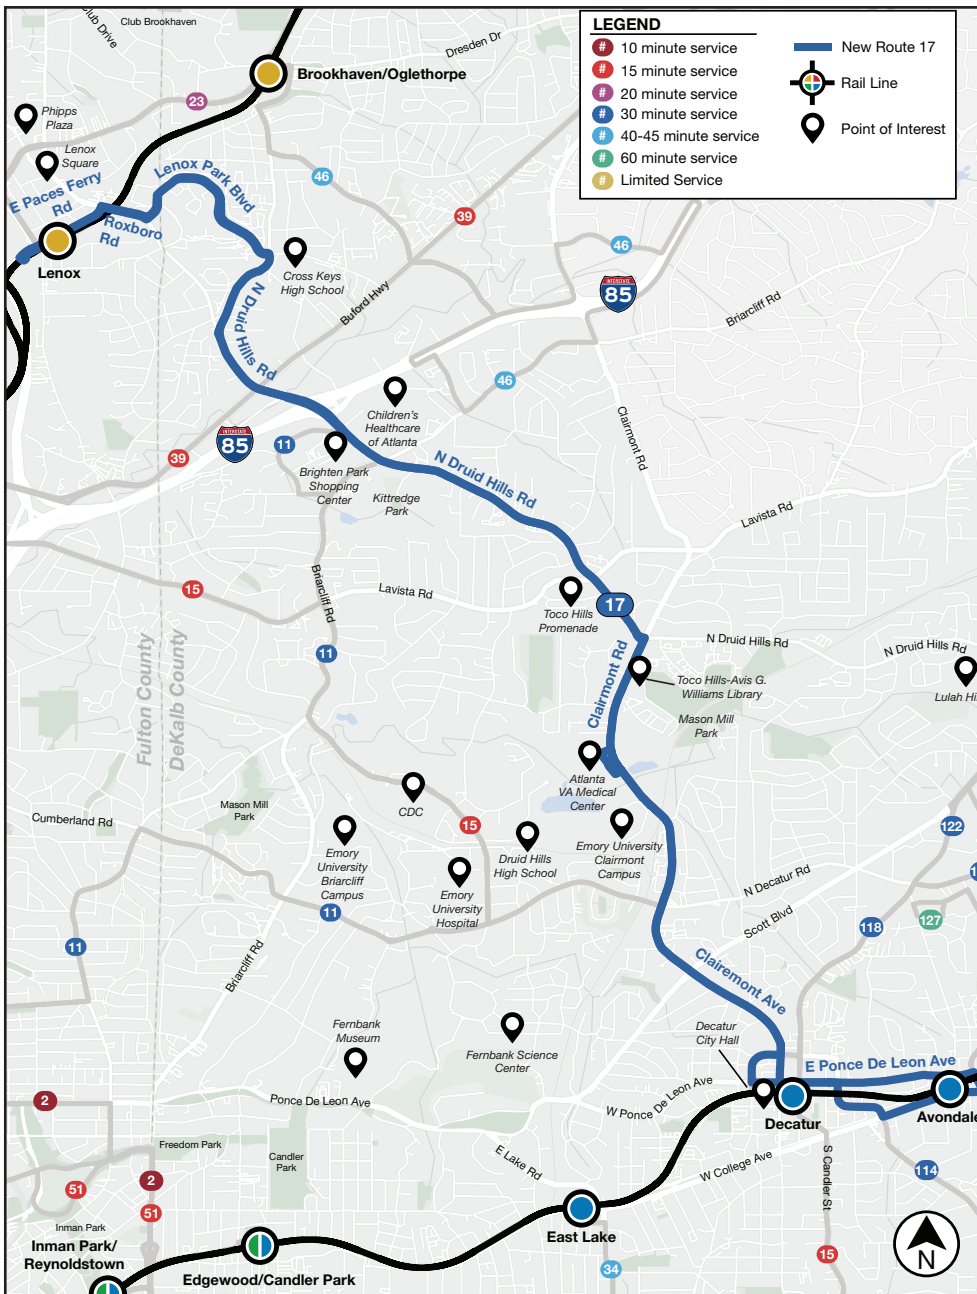 Club Drive
Club Brookhaven
Dresden Dr
LEGEND
# 10 minute service
# 15 minute service
# 20 minute service
# 30 minute service
# 40-45 minute service
# 60 minute service
# Limited Service
New Route 17
Rail Line
Point of Interest
Brookhaven/Oglethorpe
23
Phipps
Plaza
Lenox
Square
E Paces Ferry
Rd
Lenox Park Blvd
Roxboro
Rd
Lenox
46
39
46
Cross Keys
High School
N Druid Hills Rd
Buford Hwy
INTERSTATE
85
Briarcliff Rd
46
Children's
Healthcare
of Atlanta
Clairmont Rd
INTERSTATE
85
11
39
Brighten Park
Shopping
Center
Kittredge
Park
N Druid Hills Rd
Lavista Rd
15
Briarcliff Rd
Lavista Rd
Toco Hills
Promenade
17
11
Clairmont Rd
N Druid Hills Rd
N Druid Hills Rd
Toco Hills-Avis G.
Williams Library
Lulah Hi
Mason Mill
Park
Fulton County
DeKalb County
Atlanta
VA Medical
Center
CDC
Mason Mill
Park
Cumberland Rd
15
122
Emory
University
Briarcliff
Campus
Druid Hills
High School
Emory University
Clairmont
Campus
Emory
University
Hospital
N Decatur Rd
1
11
127
118
Scott Blvd
11
Briarcliff Rd
Clairemont Ave
Fernbank
Museum
Fernbank Science
Center
Decatur
City Hall
E Ponce De Leon Ave
2
Ponce De Leon Ave
W Ponce De Leon Ave
Decatur
Avondale
Freedom Park
Candler
Park
E Lake Rd
W College Ave
S Candler St
114
2
51
51
Inman Park
Inman Park/
Reynoldstown
Edgewood/Candler Park
East Lake
34
15
N